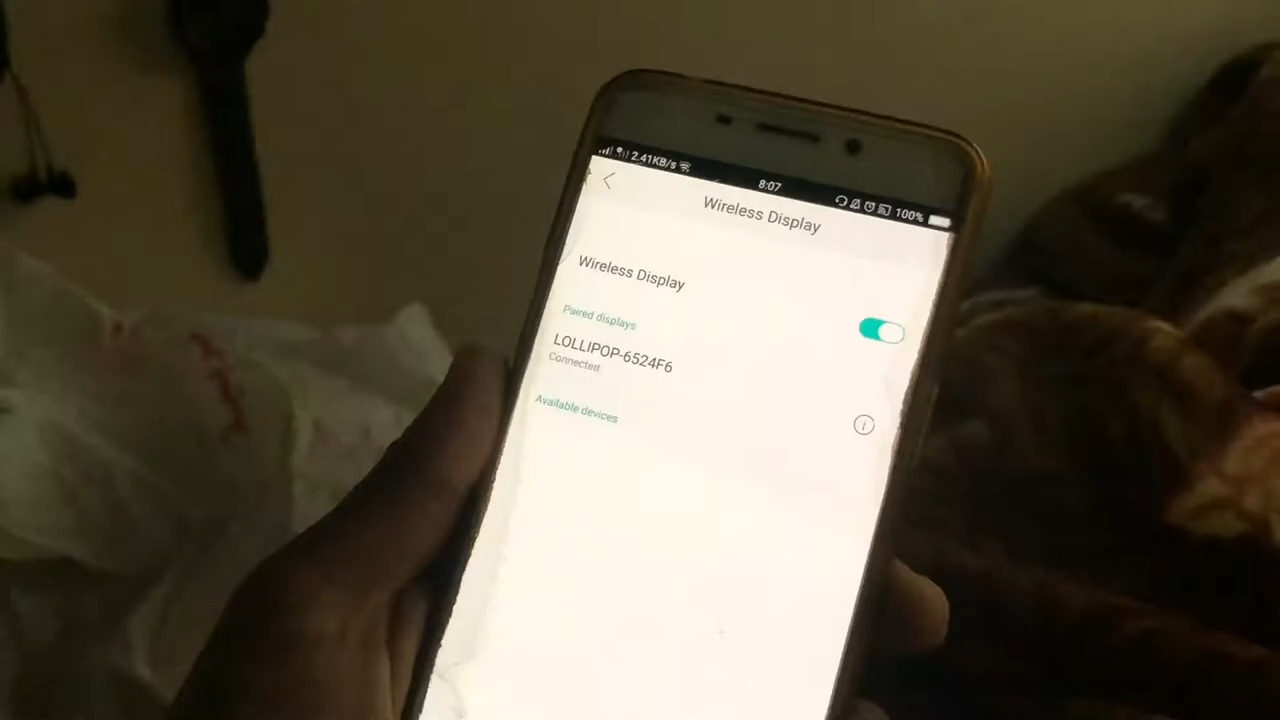 2.41KB/s 8:07 100%
Wireless Display
Wireless Display
Paired displays
LOLLIPOP-6524F6
Connected
Available devices